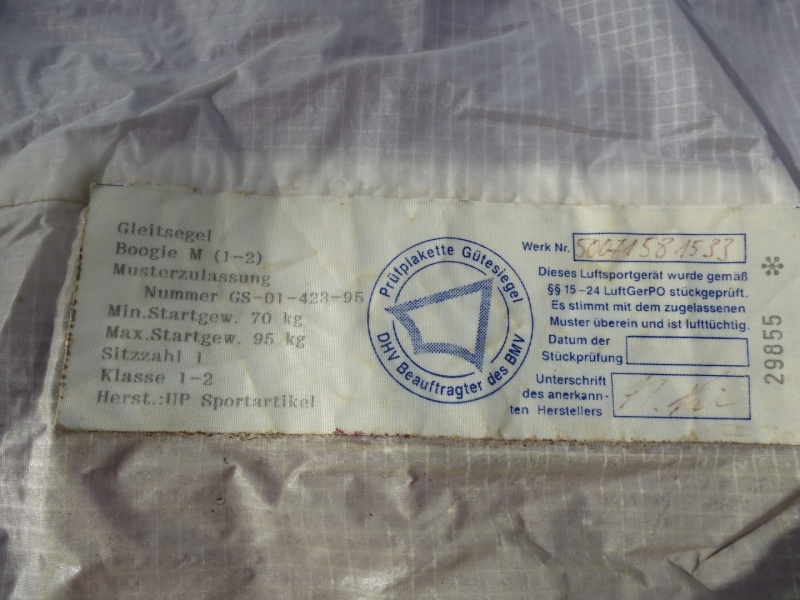 Gleitsegel
Boogie M (1-2)
Musterzulassung
Nummer GS-01-423-95
Min.Startgew. 70 kg
Max.Startgew. 95 kg
Sitzzahl 1
Klasse 1-2
Herst.:UP Sportartikel
Prüfplakette Gütesiegel
DHV Beauftragter des BMV
Werk Nr.
Dieses Luftsportgerät wurde gemäß
§§ 15-24 LuftGerPO stückgeprüft.
Es stimmt mit dem zugelassenen
Muster überein und ist lufttüchtig.
Datum der
Stückprüfung
Unterschrift
des anerkann-
ten Herstellers
29855 *